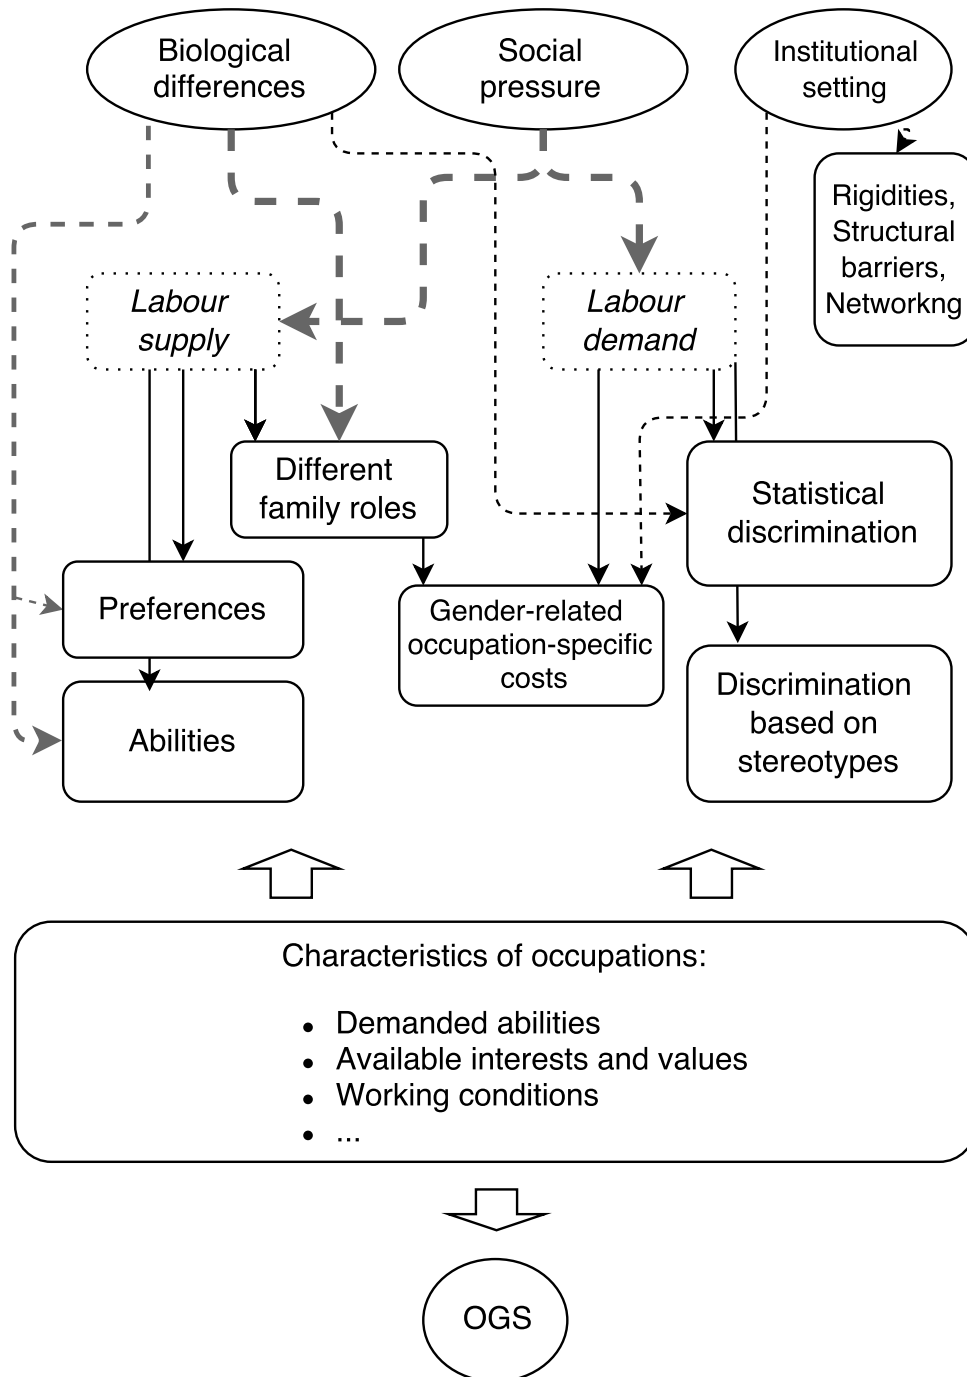 Biological
differences
Social
pressure
Institutional
setting
Rigidities,
Structural
barriers,
Networkng
Labour
supply
Labour
demand
Different
family roles
Statistical
discrimination
Preferences
Gender-related
occupation-specific
costs
Abilities
Discrimination
based on
stereotypes
Characteristics of occupations:
• Demanded abilities
• Available interests and values
• Working conditions
• ...
OGS